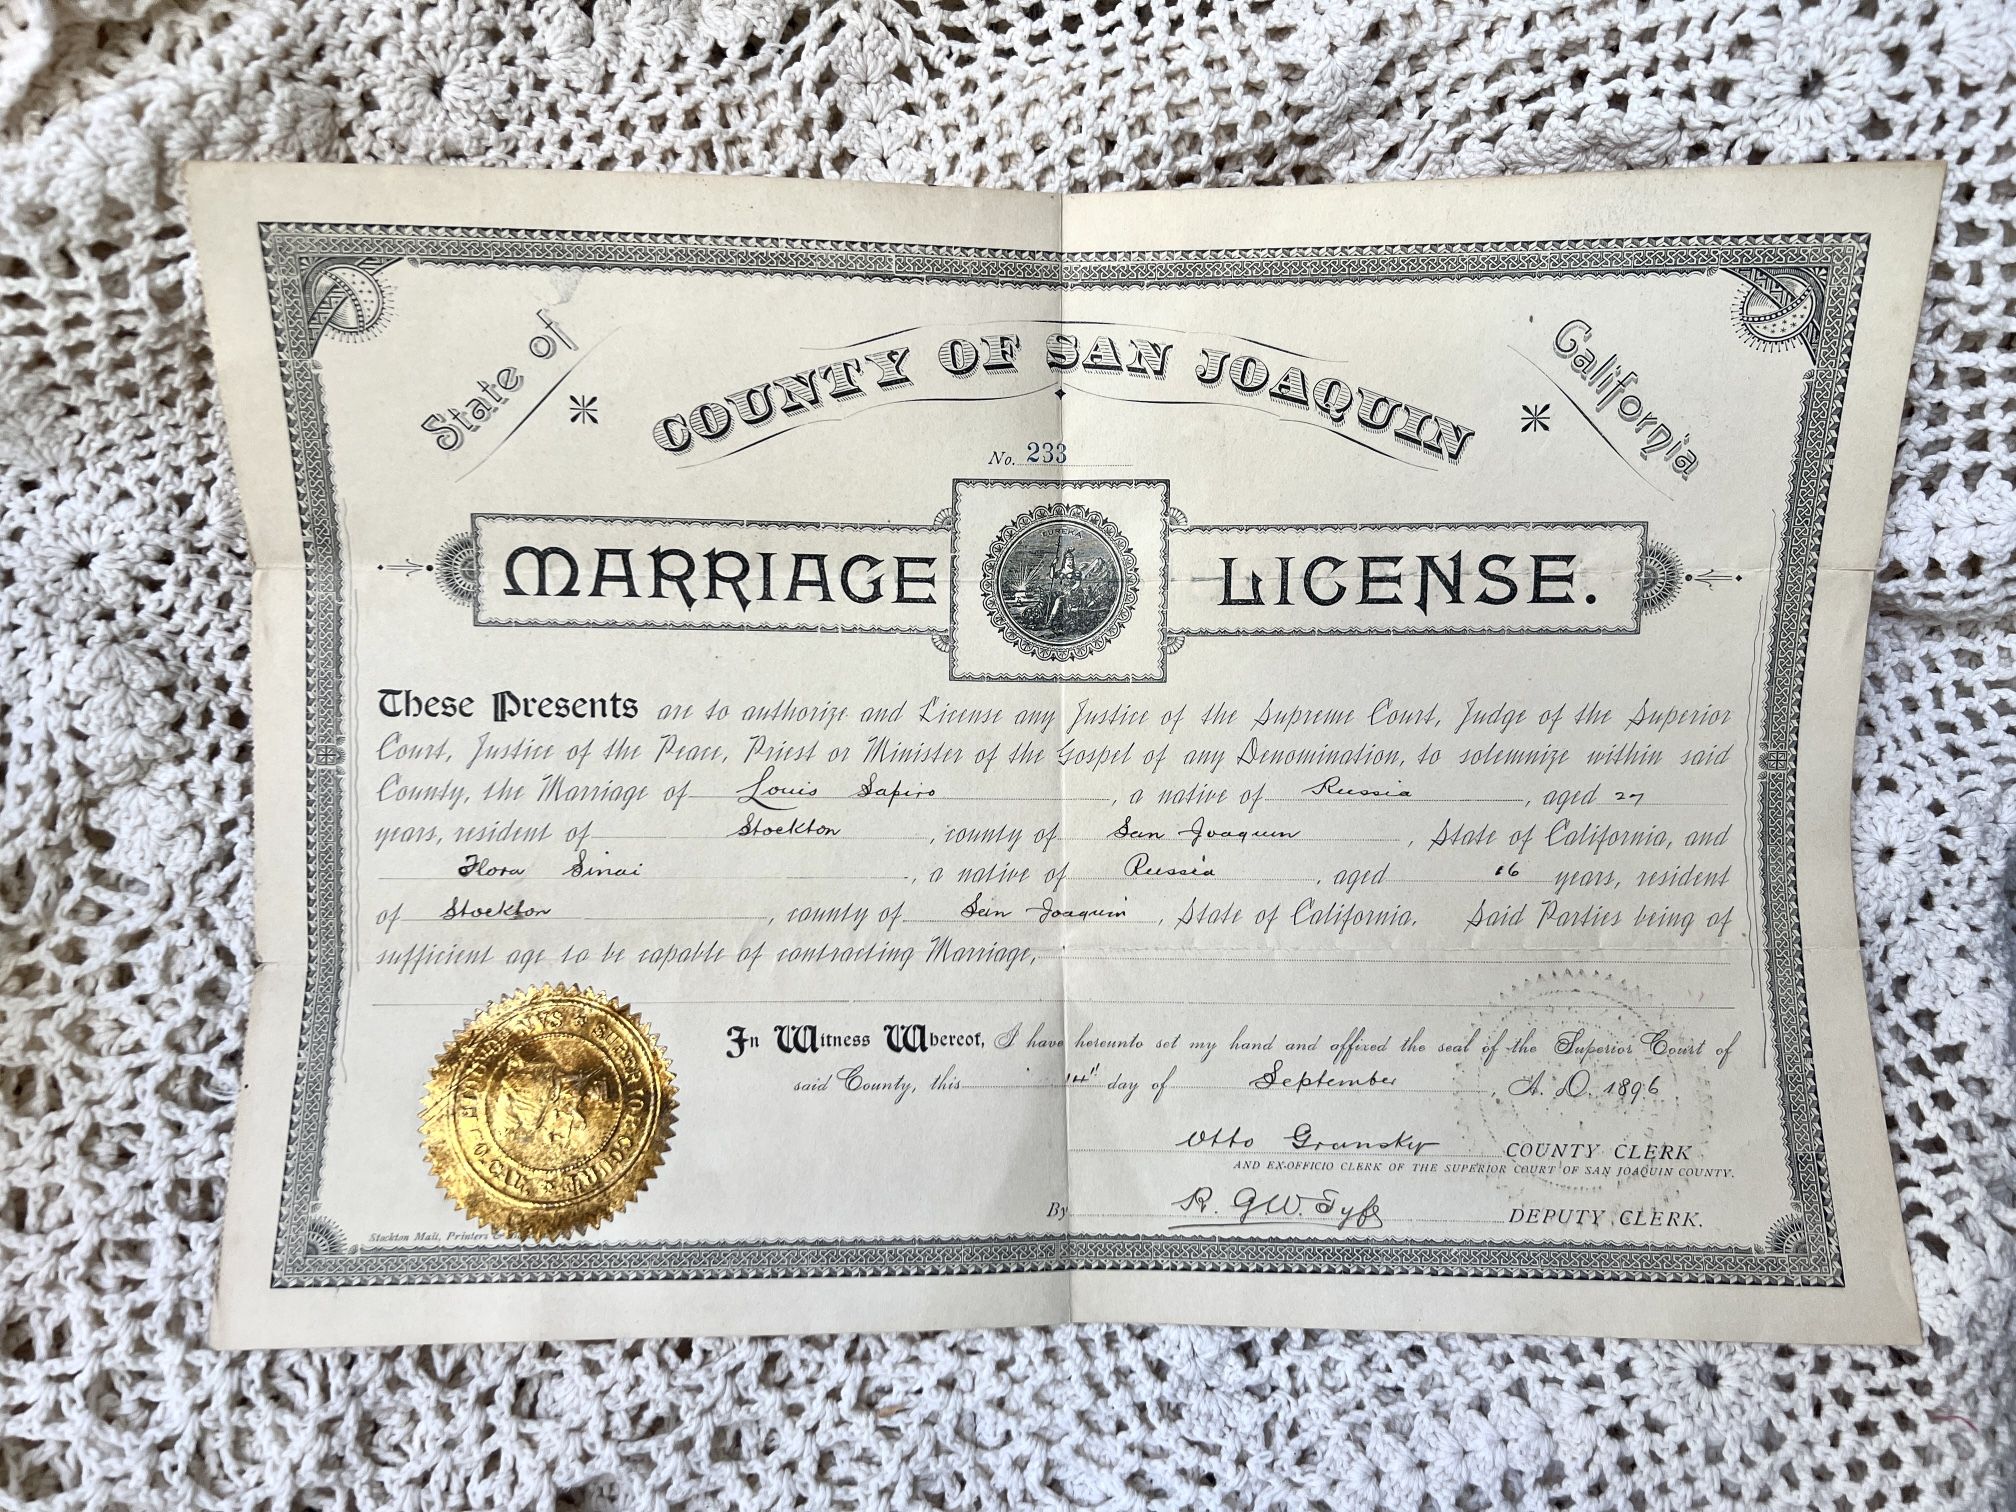 State of
California
COUNTY OF SAN JOAQUIN
No. 233
EUREKA
MARRIAGE LICENSE.
These Presents are to authorize and License any Justice of the Supreme Court, Judge of the Superior
Court, Justice of the Peace, Priest or Minister of the Gospel of any Denomination, to solemnize within said
County, the Marriage of Louis Sapiro, a native of Russia, aged 27
years, resident of Stockton, county of San Joaquin, State of California, and
Flora Sinai, a native of Russia, aged 16 years, resident
of Stockton, county of San Joaquin, State of California. Said Parties being of
sufficient age to be capable of contracting Marriage,
In Witness Whereof, I have hereunto set my hand and affixed the seal of the Superior Court of
said County, this 14" day of September, A. D. 1896
Otto Grunsky COUNTY CLERK
AND EX-OFFICIO CLERK OF THE SUPERIOR COURT OF SAN JOAQUIN COUNTY.
By R. G W. Fyfe DEPUTY CLERK.
SUPERIOR COURT
SAN
CO. CAL.
Stockton Mail, Printers &